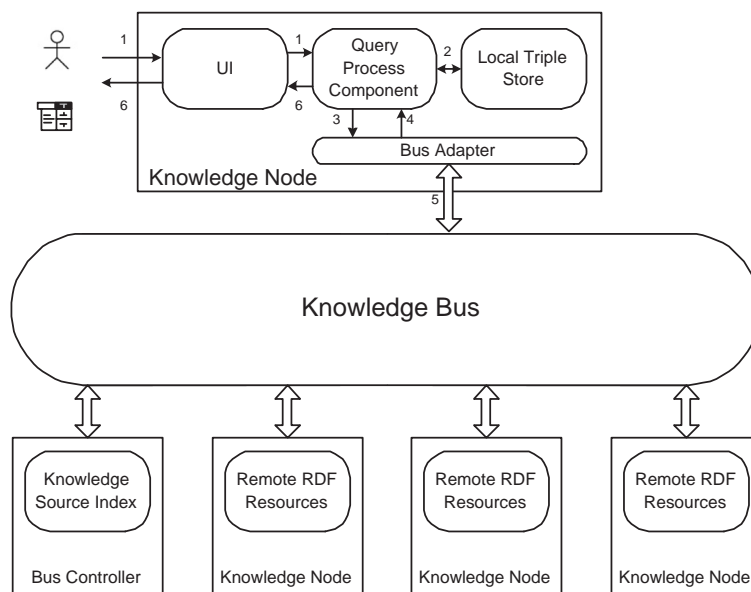 1
6
UI
1
6
Query
Process
Component
2
Local Triple
Store
3
4
Bus Adapter
Knowledge Node
5
Knowledge Bus
Knowledge
Source Index
Bus Controller
Remote RDF
Resources
Knowledge Node
Remote RDF
Resources
Knowledge Node
Remote RDF
Resources
Knowledge Node